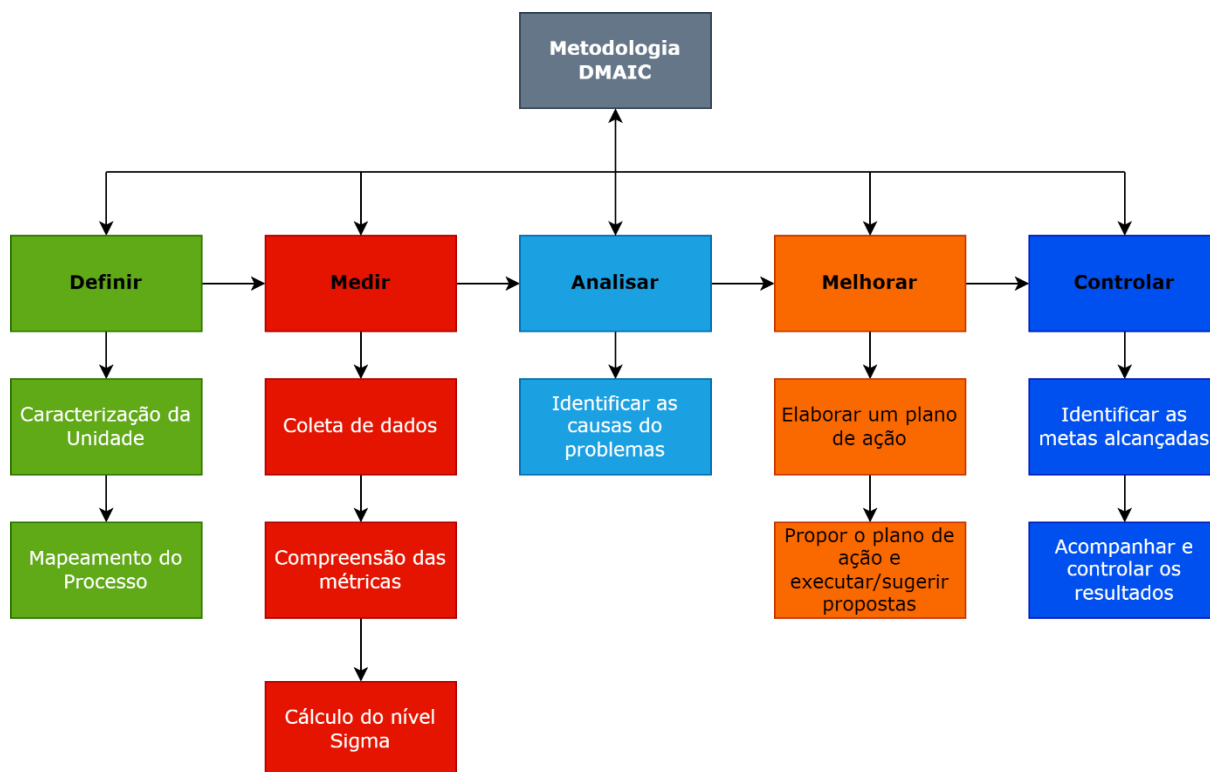 Metodologia
DMAIC
Definir
Medir
Analisar
Melhorar
Controlar
Caracterização da
Unidade
Coleta de dados
Identificar as
causas do
problemas
Elaborar um plano
de ação
Identificar as
metas alcançadas
Mapeamento do
Processo
Compreensão das
métricas
Propor o plano de
ação e
executar/sugerir
propostas
Acompanhar e
controlar os
resultados
Cálculo do nível
Sigma